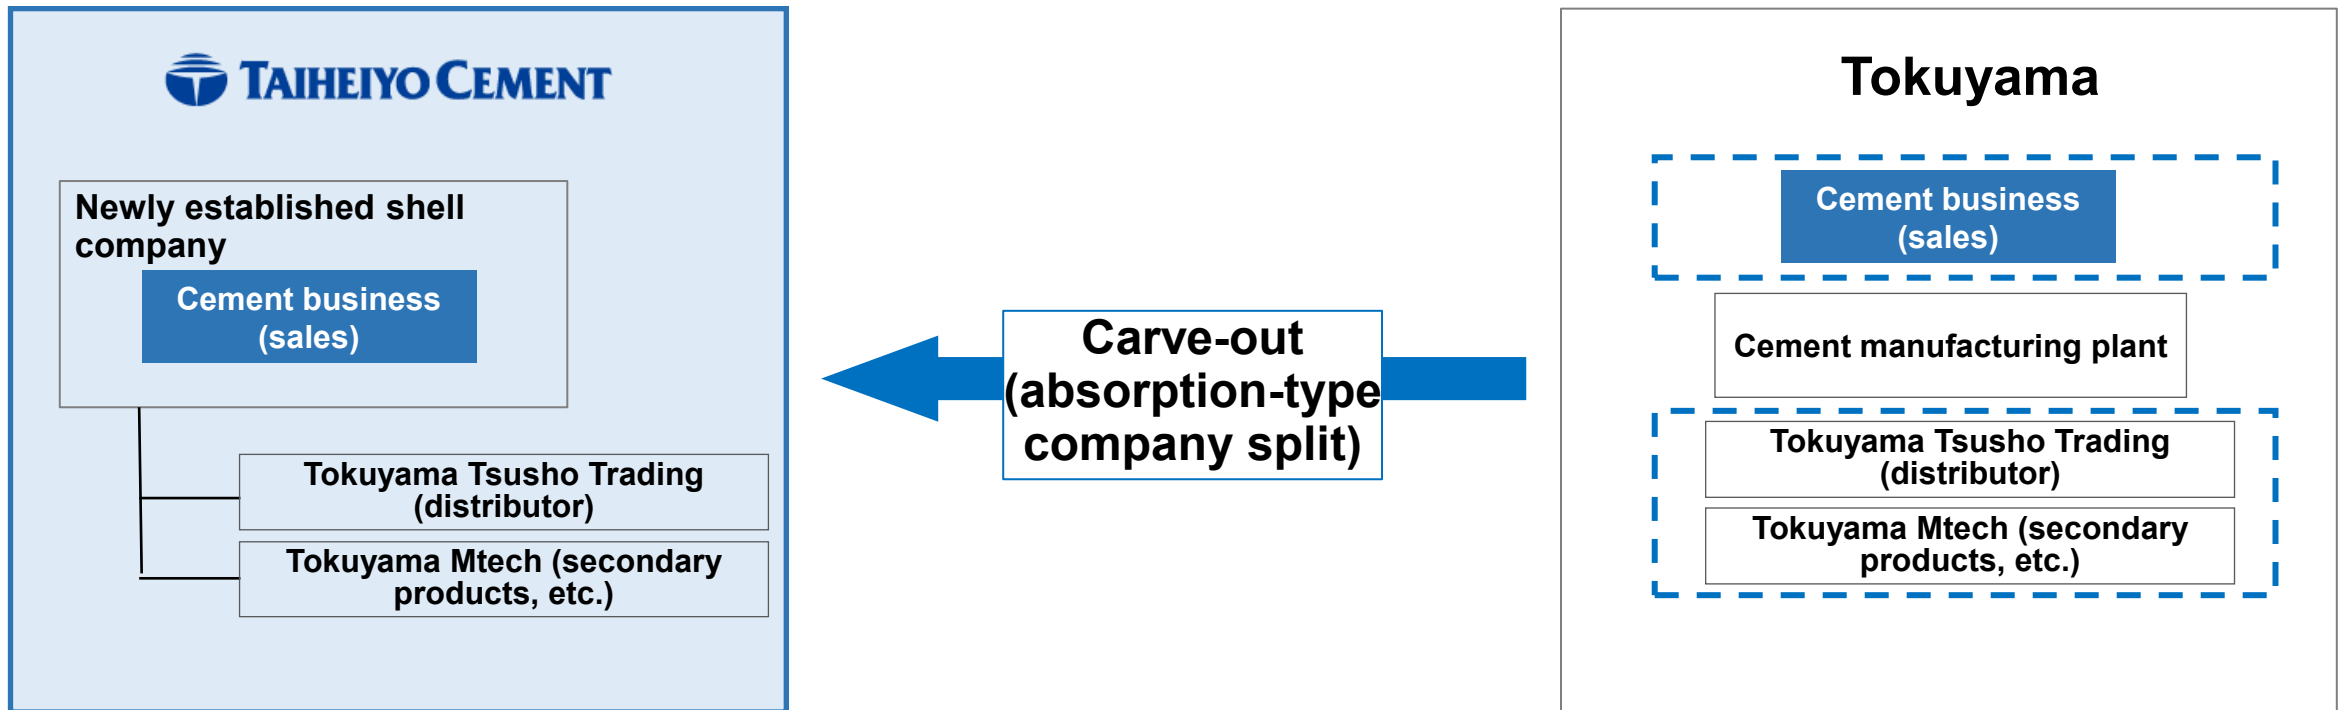 TAIHEIYO CEMENT
Newly established shell
company
Cement business
(sales)
Tokuyama Tsusho Trading
(distributor)
Tokuyama Mtech (secondary
products, etc.)
Carve-out
(absorption-type
company split)
Tokuyama
Cement business
(sales)
Cement manufacturing plant
Tokuyama Tsusho Trading
(distributor)
Tokuyama Mtech (secondary
products, etc.)